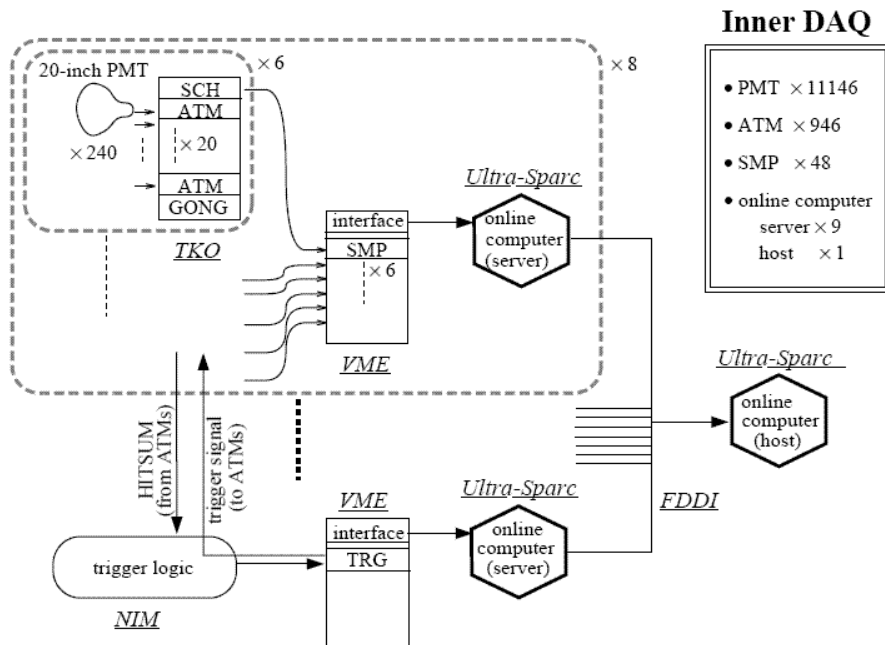 Inner DAQ
• PMT × 11146
• ATM × 946
• SMP × 48
• online computer
server × 9
host × 1
20-inch PMT
× 240
SCH
ATM
× 20
ATM
GONG
TKO
× 6
× 8
interface
SMP
× 6
VME
Ultra-Sparc
online
computer
(server)
Ultra-Sparc
online
computer
(host)
HITSUM
(from ATMs)
trigger signal
(to ATMs)
trigger logic
NIM
VME
interface
TRG
Ultra-Sparc
online
computer
(server)
FDDI